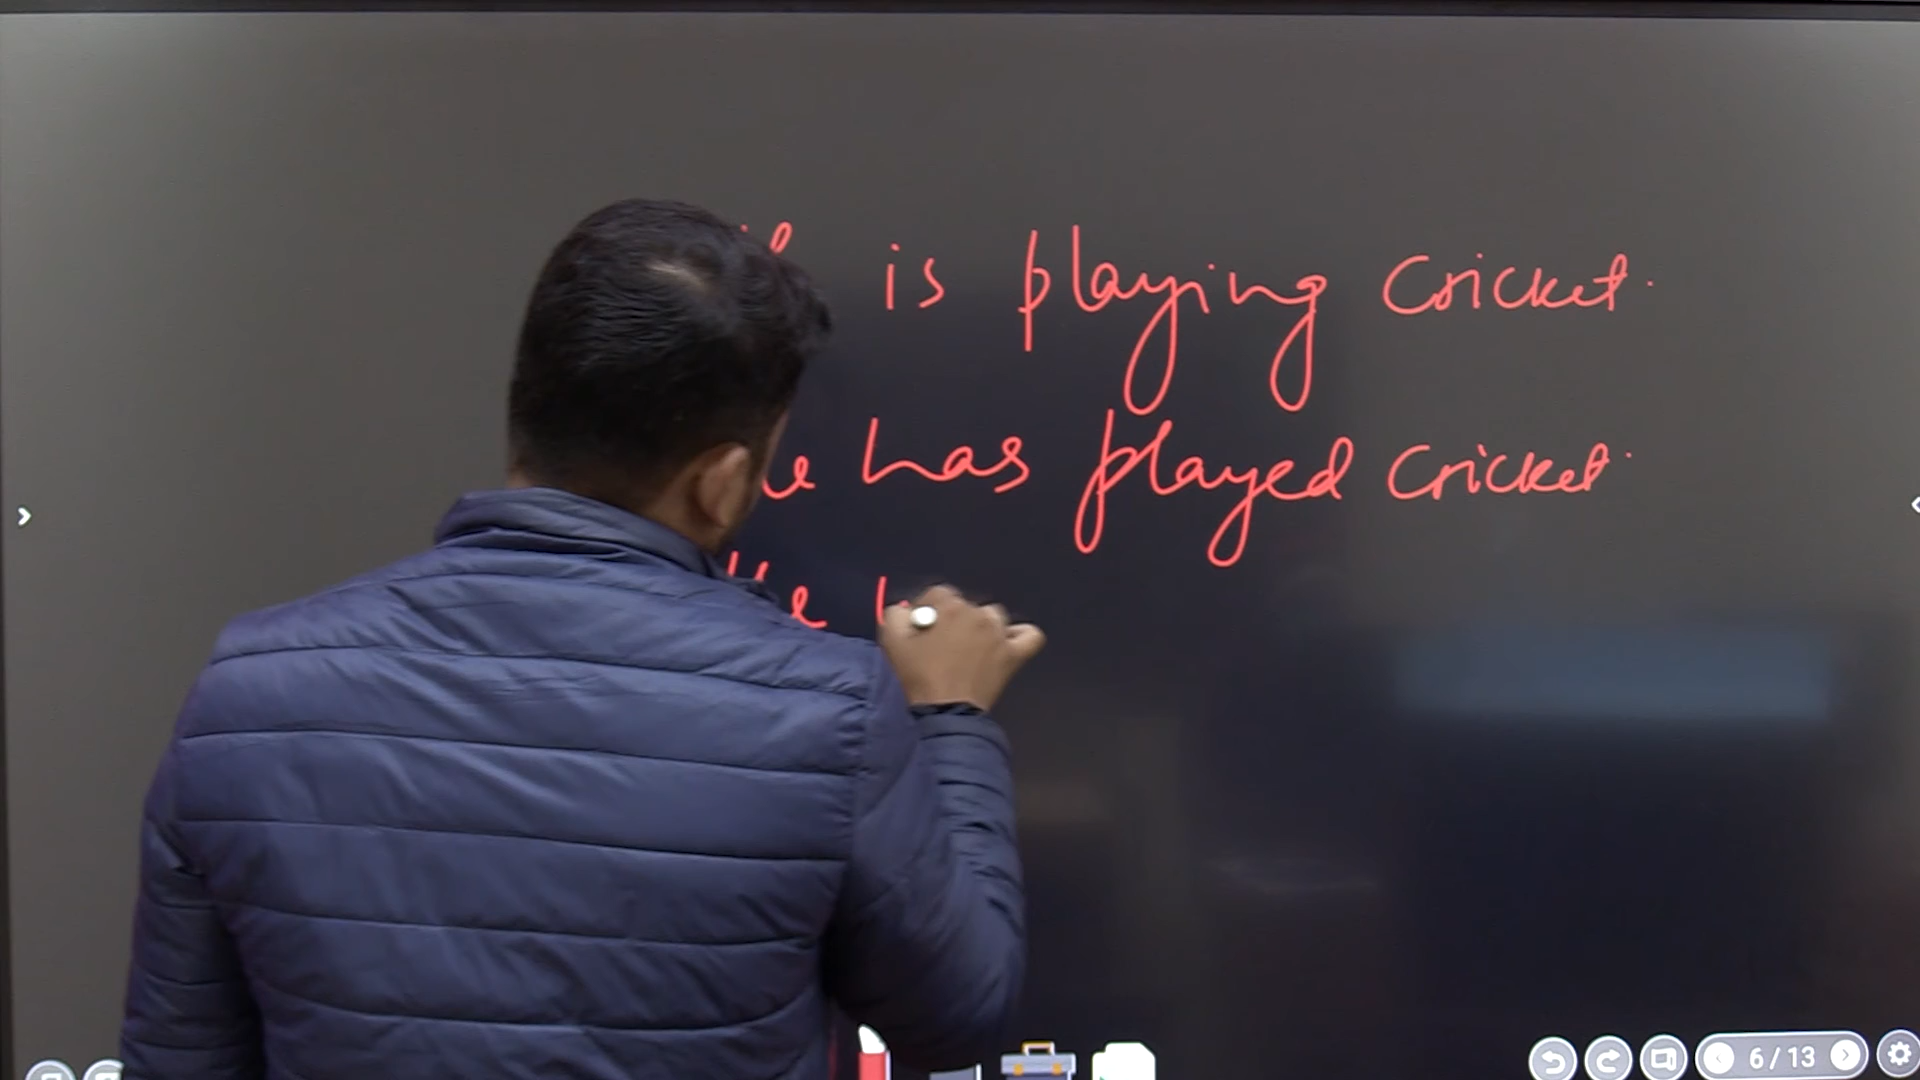 is playing cricket.
has played cricket.
6/13